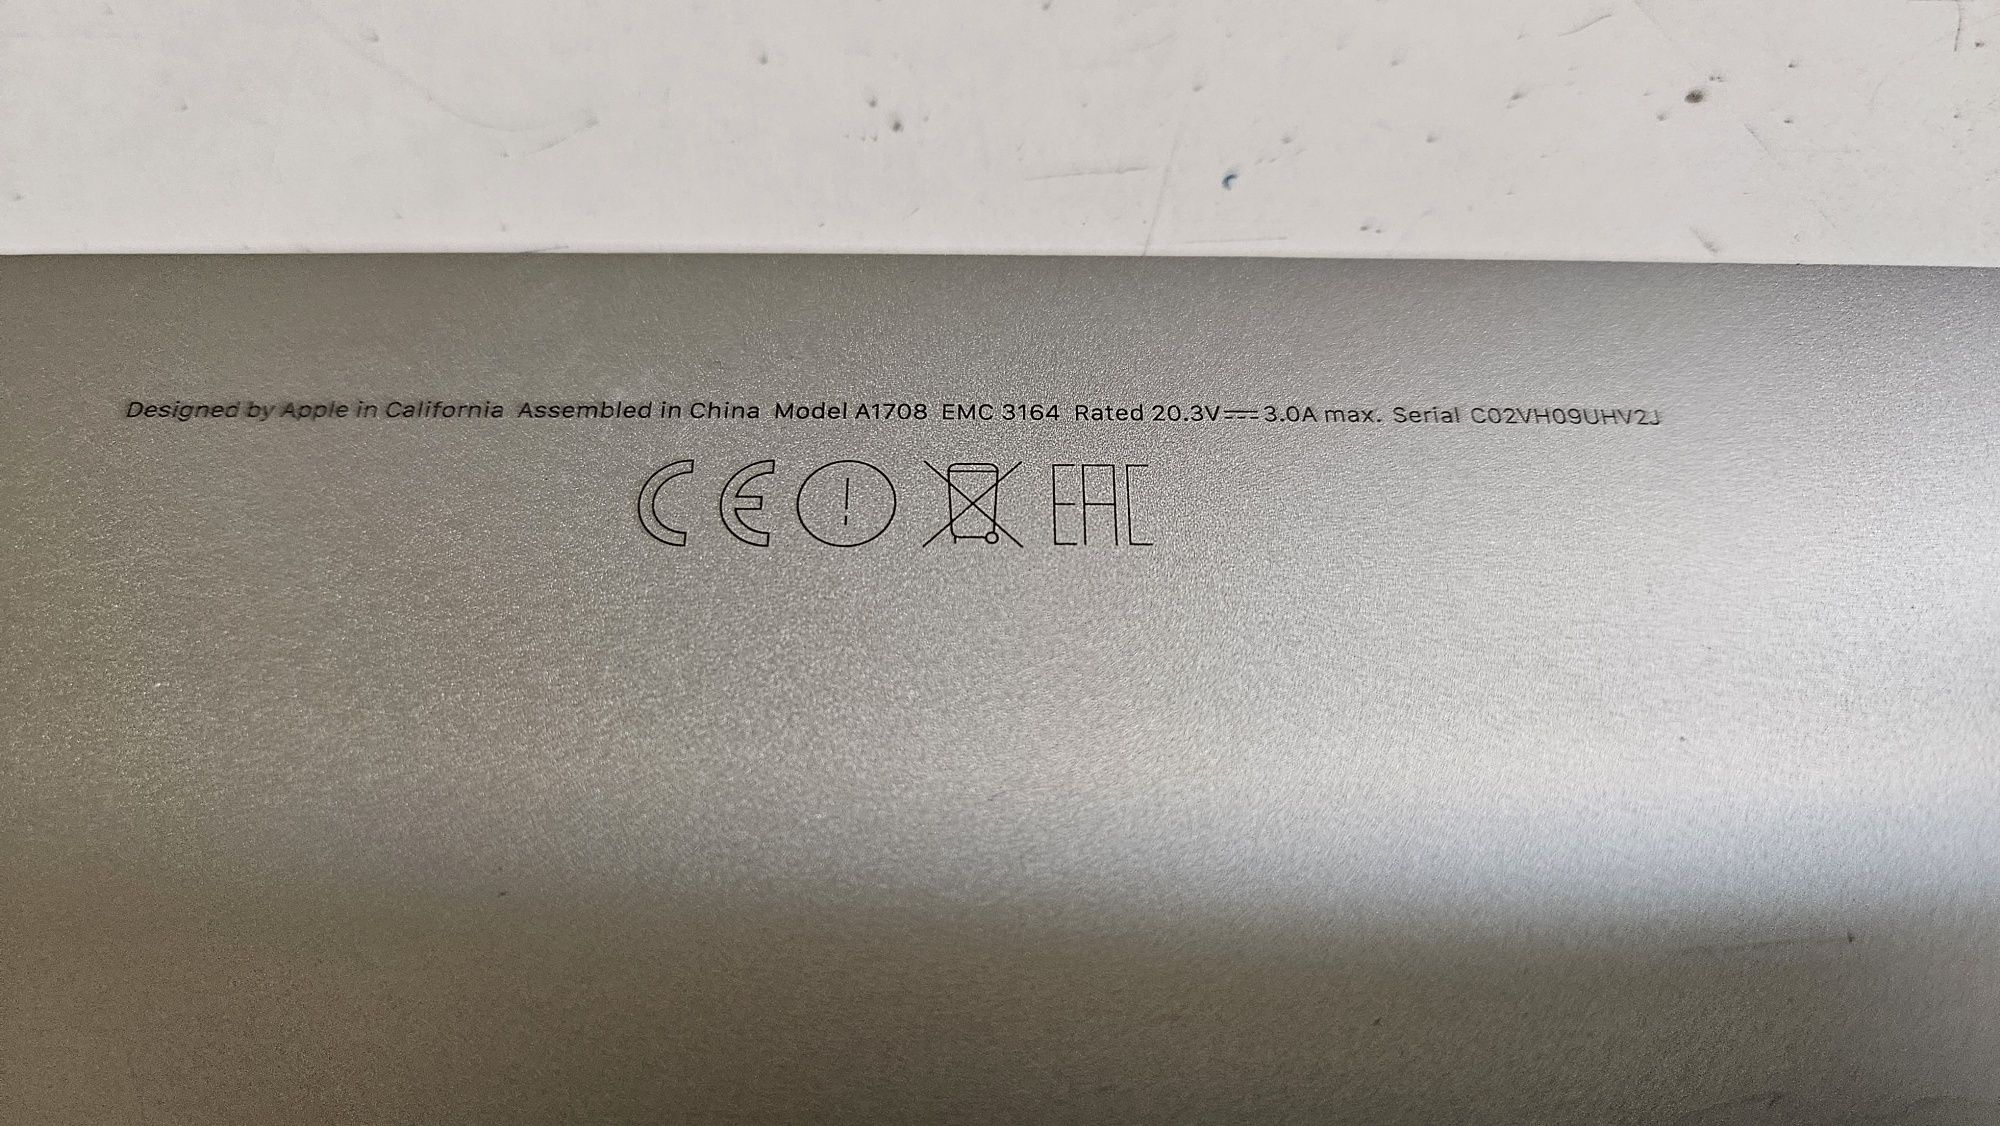 Designed by Apple in California Assembled in China Model A1708 EMC 3164 Rated 20.3V⎓3.0A max. Serial C02VH09UHV2J
CE ! EAC